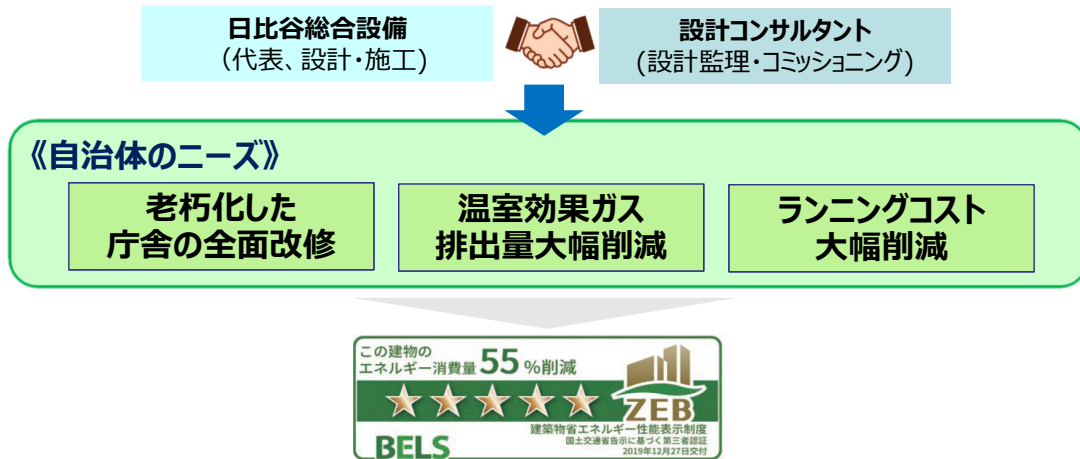 日比谷総合設備
（代表、設計・施工)
設計コンサルタント
(設計監理・コミッショニング)
《自治体のニーズ》
老朽化した
庁舎の全面改修
温室効果ガス
排出量大幅削減
ランニングコスト
大幅削減
この建物の
エネルギー消費量 55 %削減
ZEB
建築物省エネルギー性能表示制度
国土交通省告示に基づく第三者認証
2019年12月27日交付
BELS